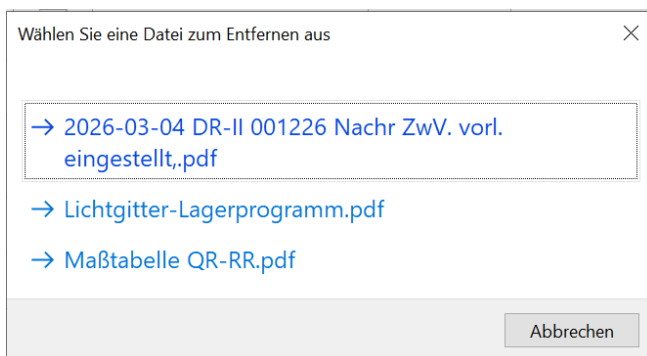 Wählen Sie eine Datei zum Entfernen aus
→ 2026-03-04 DR-II 001226 Nachr ZwV. vorl.
eingestellt,.pdf
→ Lichtgitter-Lagerprogramm.pdf
→ Maßtabelle QR-RR.pdf
Abbrechen